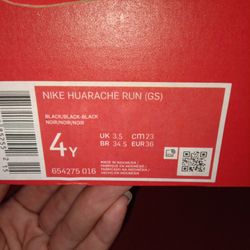 NIKE HUARACHE RUN (GS)
BLACK/BLACK-BLACK
NOIR/NOIR/NOIR
4Y
UK 3.5 CM 23
BR 34.5 EUR 36
654275 016
MADE IN INDONESIA